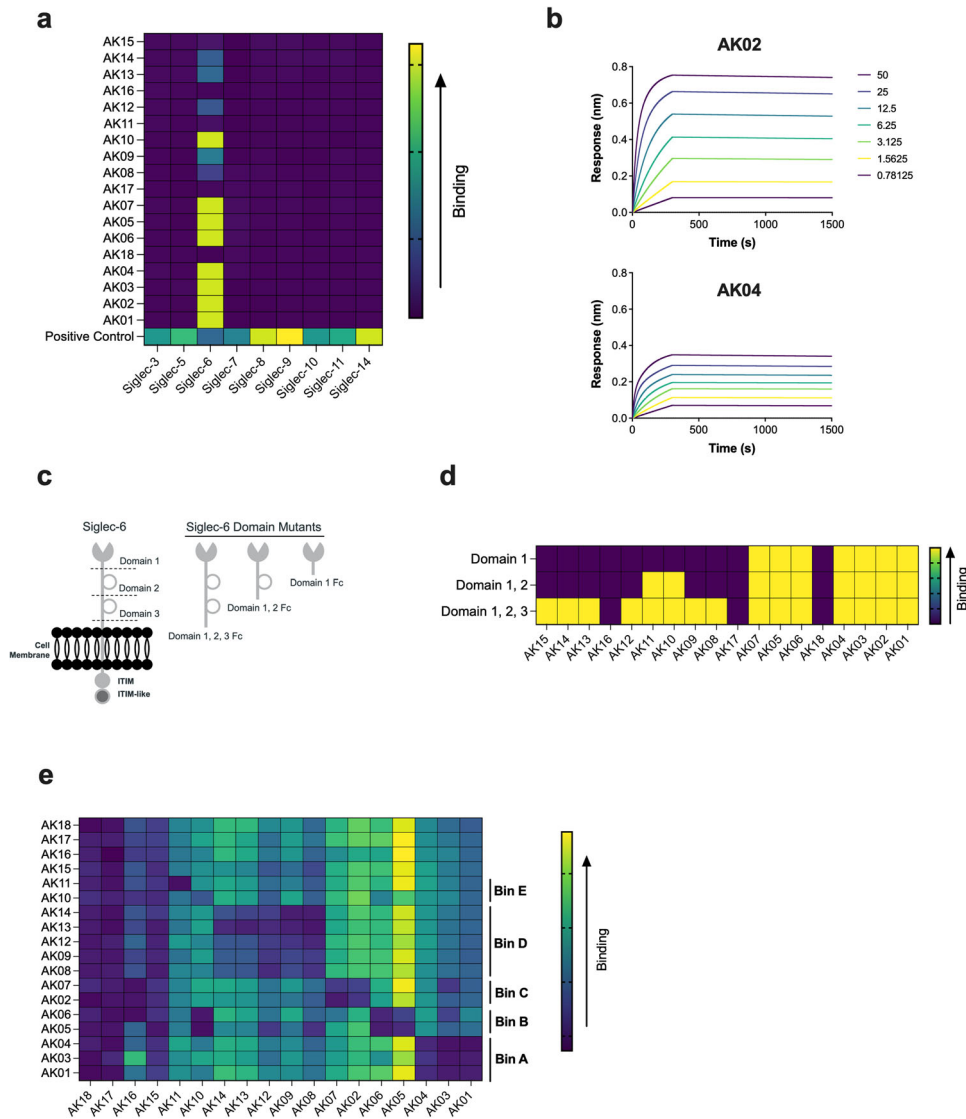 a
AK15
AK14
AK13
AK16
AK12
AK11
AK10
AK09
AK08
AK17
AK07
AK05
AK06
AK18
AK04
AK03
AK02
AK01
Positive Control
Siglec-3
Siglec-5
Siglec-6
Siglec-7
Siglec-8
Siglec-9
Siglec-10
Siglec-11
Siglec-14
Binding
b
AK02
Response (nm)
0.8
0.6
0.4
0.2
0.0
0 500 1000 1500
Time (s)
50
25
12.5
6.25
3.125
1.5625
0.78125
AK04
Response (nm)
0.8
0.6
0.4
0.2
0.0
0 500 1000 1500
Time (s)
c
Siglec-6
Domain 1
Domain 2
Domain 3
Cell
Membrane
ITIM
ITIM-like
Siglec-6 Domain Mutants
Domain 1, 2, 3 Fc
Domain 1, 2 Fc
Domain 1 Fc
d
Domain 1
Domain 1, 2
Domain 1, 2, 3
AK15 AK14 AK13 AK16 AK12 AK11 AK10 AK09 AK08 AK17 AK07 AK05 AK06 AK18 AK04 AK03 AK02 AK01
Binding
e
AK18
AK17
AK16
AK15
AK11
AK10
AK14
AK13
AK12
AK09
AK08
AK07
AK02
AK06
AK05
AK04
AK03
AK01
Bin E
Bin D
Bin C
Bin B
Bin A
AK18 AK17 AK16 AK15 AK11 AK10 AK14 AK13 AK12 AK09 AK08 AK07 AK02 AK06 AK05 AK04 AK03 AK01
Binding